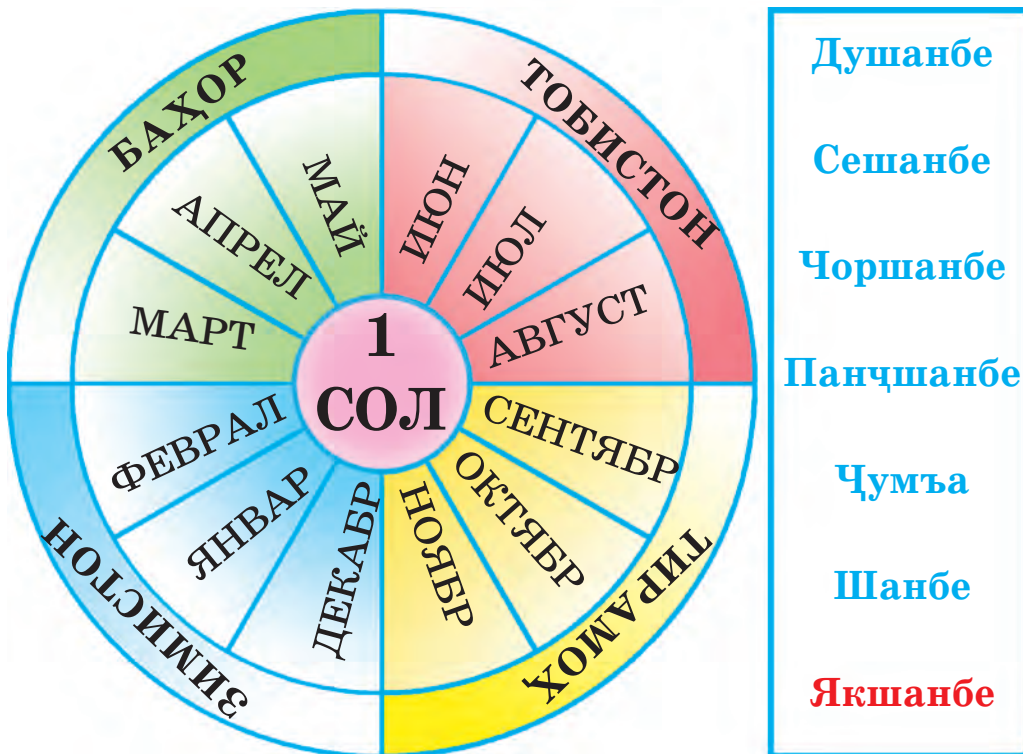 БАҲОР
ТОБИСТОН
ТИРАМОҲ
ЗИМИСТОН
МАРТ
АПРЕЛ
МАЙ
ИЮН
ИЮЛ
АВГУСТ
СЕНТЯБР
ОКТЯБР
НОЯБР
ДЕКАБР
ЯНВАР
ФЕВРАЛ
1
СОЛ
Душанбе
Сешанбе
Чоршанбе
Панҷшанбе
Ҷумъа
Шанбе
Якшанбе